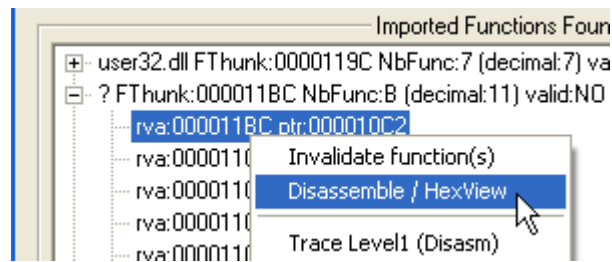 Imported Functions Foun
user32.dll FThunk:0000119C NbFunc:7 (decimal:7) va
? FThunk:000011BC NbFunc:B (decimal:11) valid:NO
rva:000011BC ptr:000010C2
rva:0000110
Invalidate function(s)
rva:0000110
Disassemble / HexView
rva:0000110
rva:0000110
Trace Level1 (Disasm)